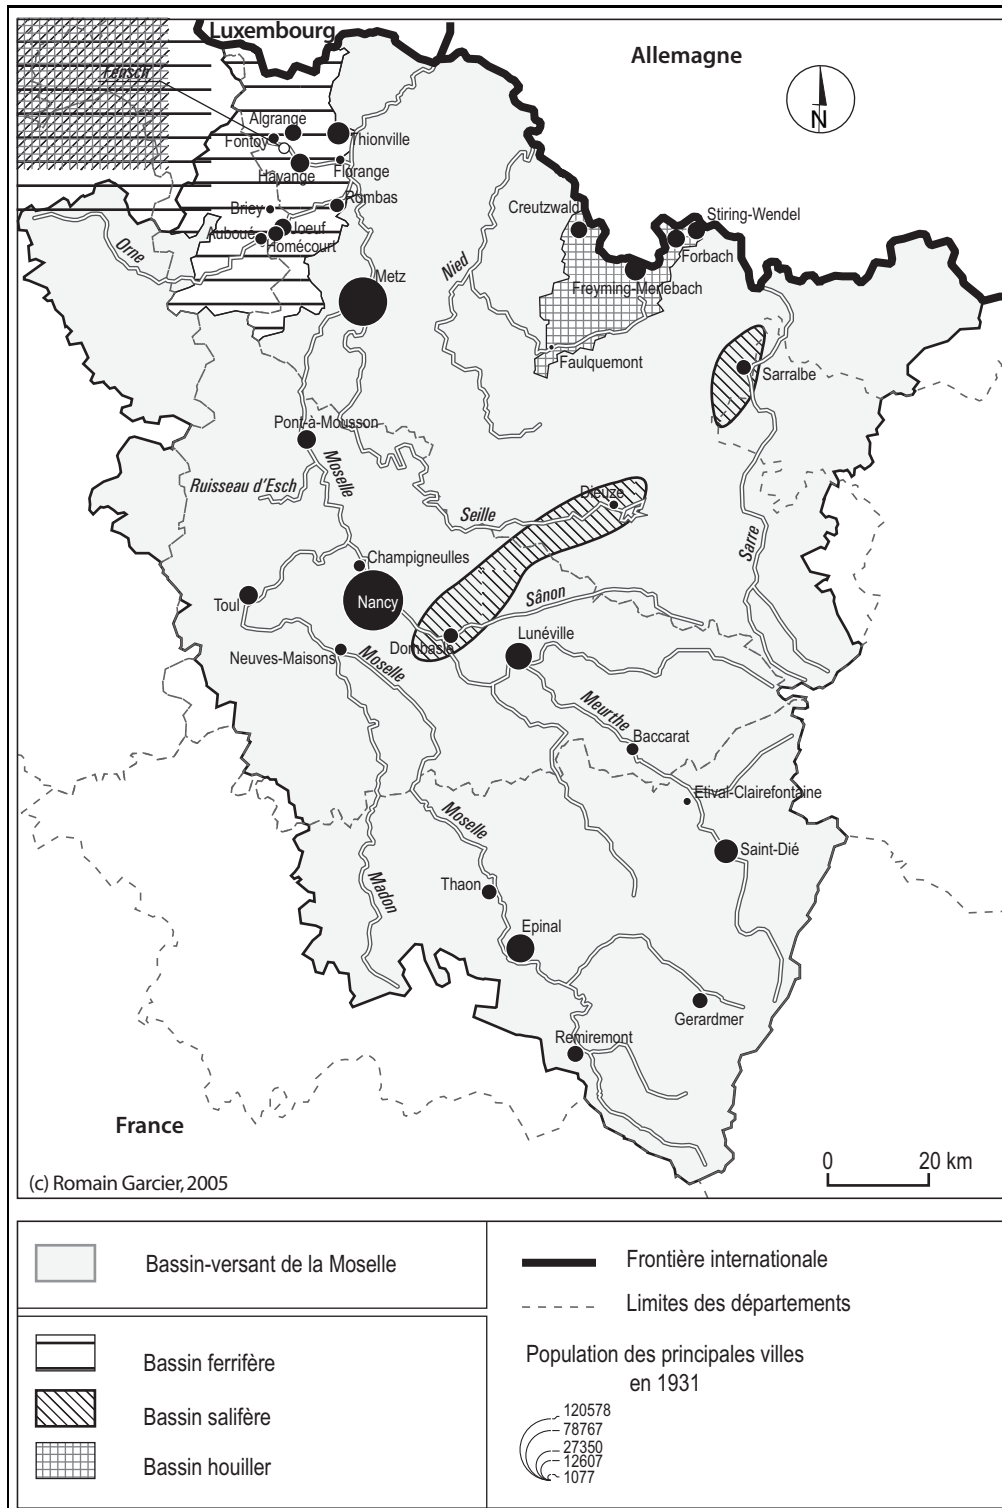 Luxembourg
Allemagne
Fensch
N
Algrange
Fontoy
Thionville
Hayange
Florange
Briey
Rombas
Auboué
Joeuf
Homécourt
Orne
Metz
Nied
Creutzwald
Stiring-Wendel
Forbach
Freyming-Merlebach
Faulquemont
Sarralbe
Pont-à-Mousson
Moselle
Ruisseau d'Esch
Seille
Dieuze
Sarre
Champigneulles
Toul
Nancy
Sânon
Dombasle
Lunéville
Neuves-Maisons
Moselle
Meurthe
Baccarat
Etival-Clairefontaine
Moselle
Saint-Dié
Thaon
Madon
Epinal
Gerardmer
Remiremont
France
0 20 km
(c) Romain Garcier, 2005
Bassin-versant de la Moselle
Bassin ferrifère
Bassin salifère
Bassin houiller
Frontière internationale
Limites des départements
Population des principales villes
en 1931
120578
78767
27350
12607
1077